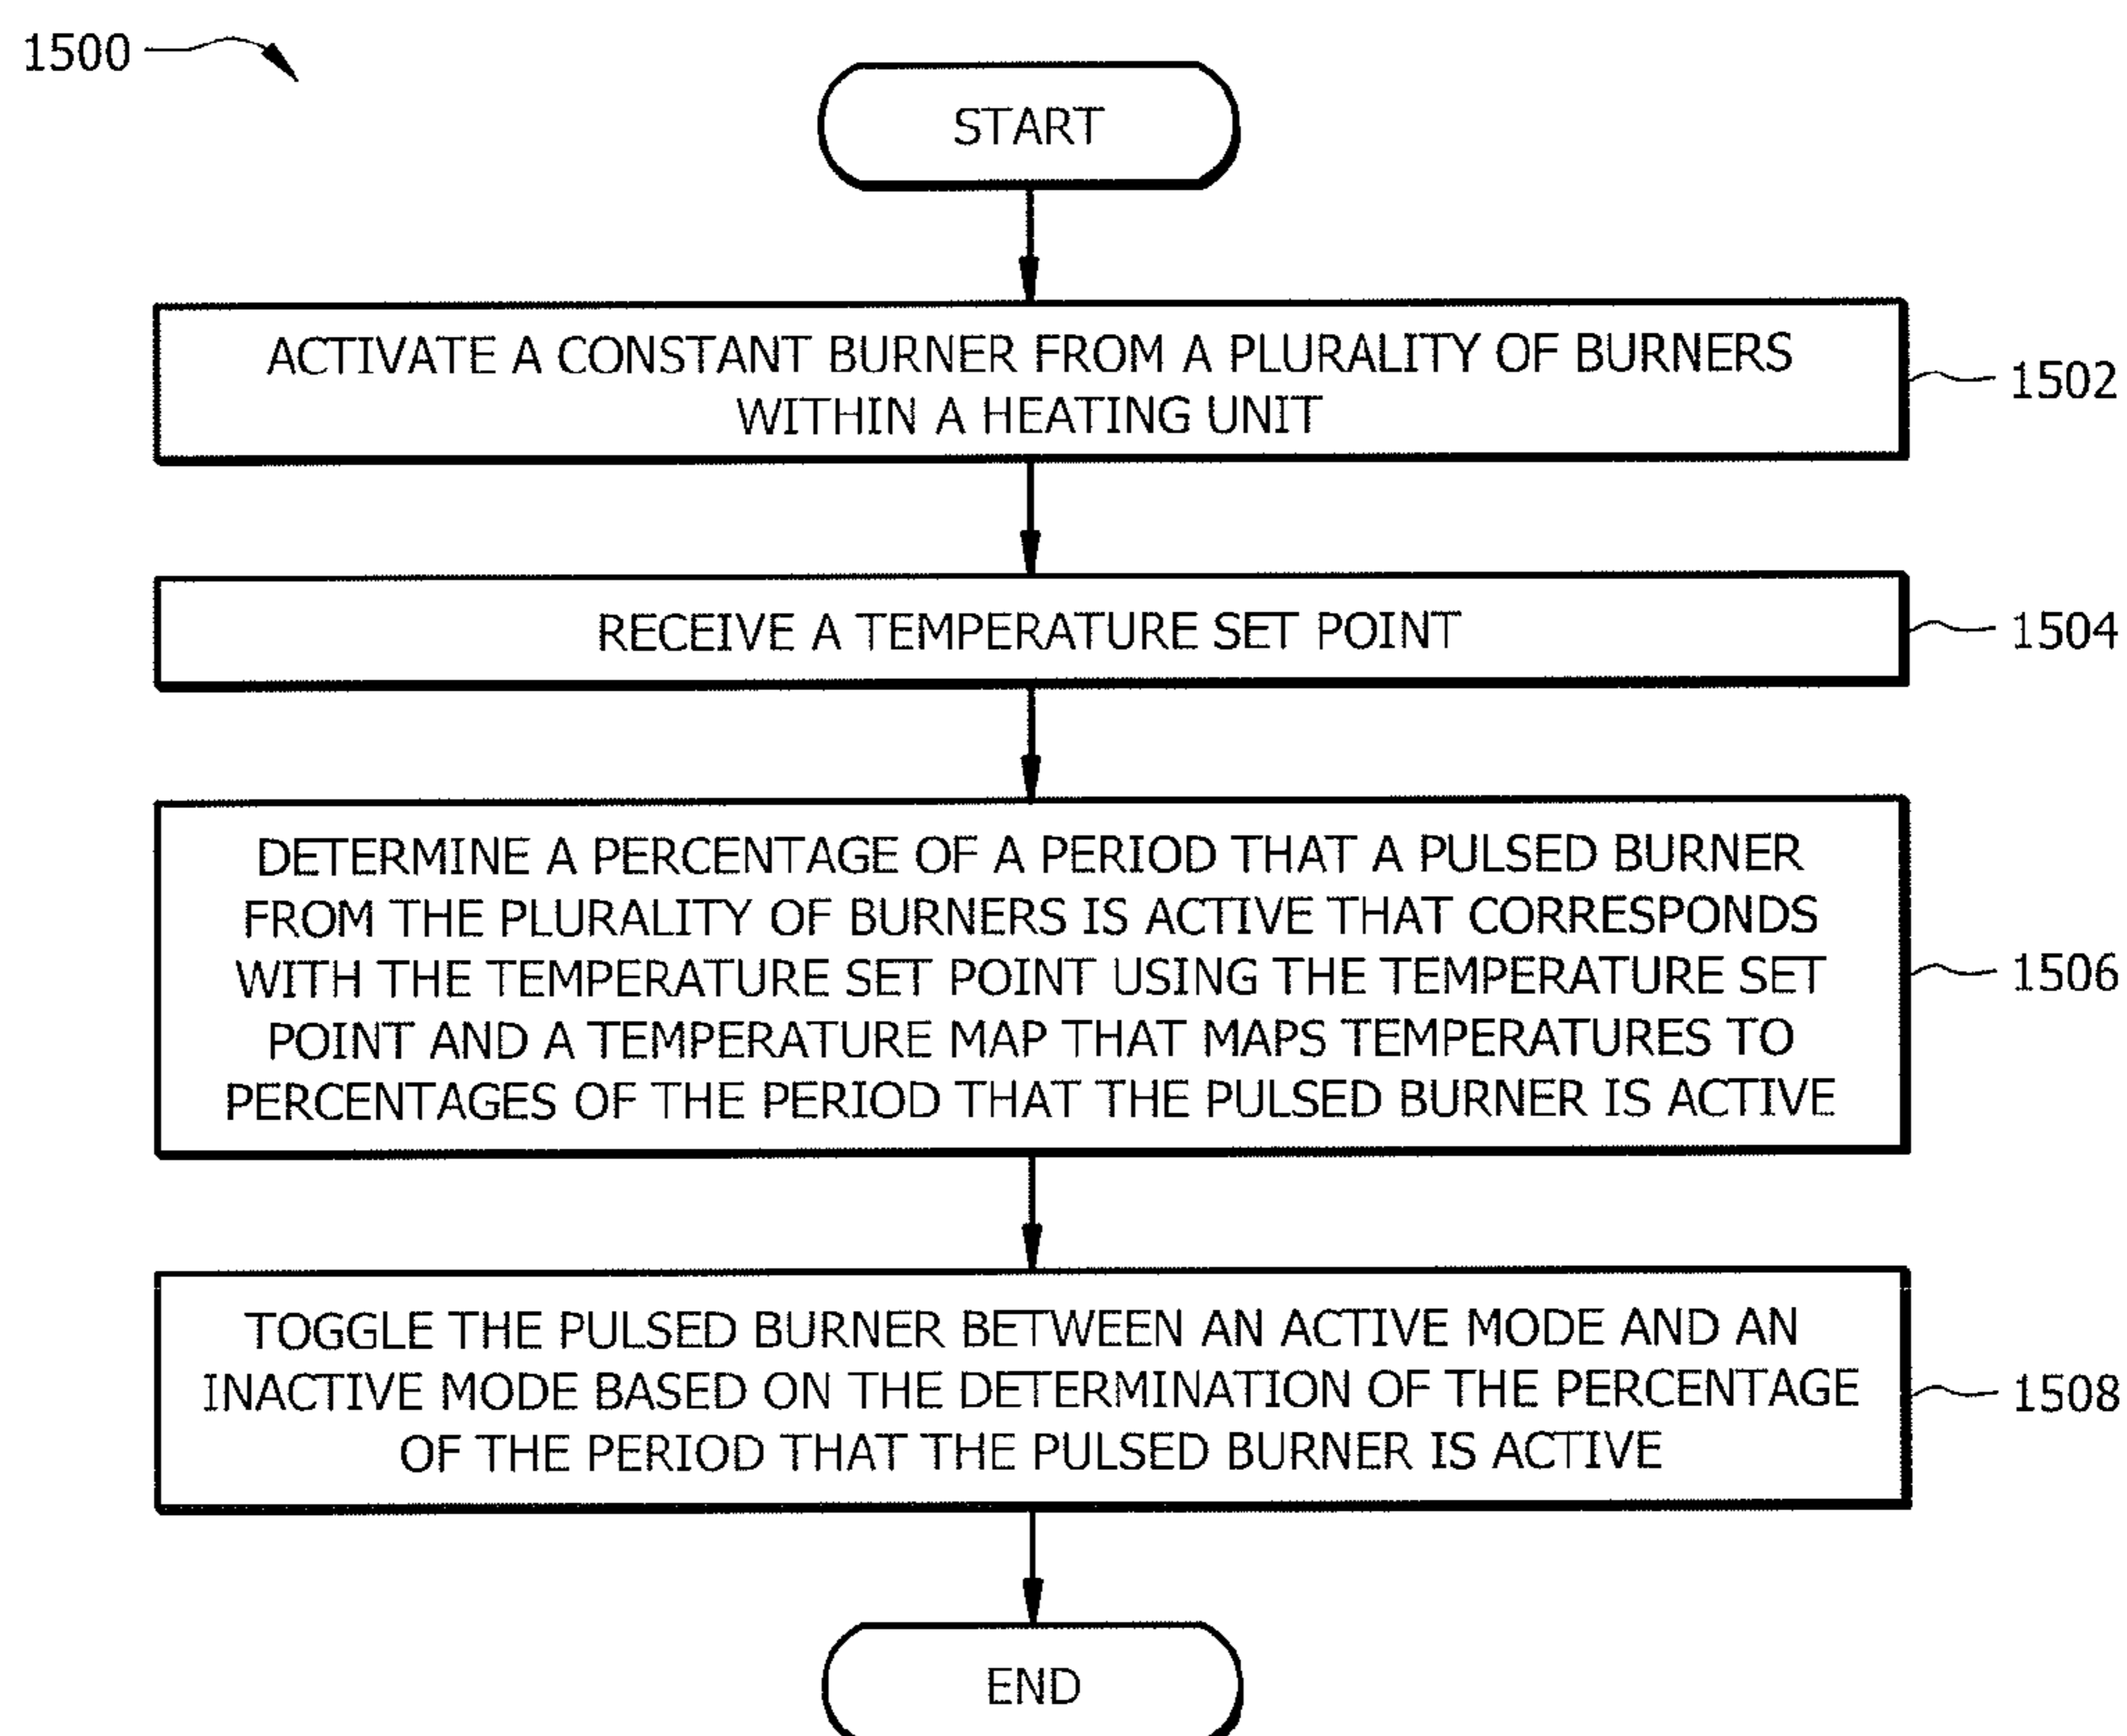 1500
START
ACTIVATE A CONSTANT BURNER FROM A PLURALITY OF BURNERS
WITHIN A HEATING UNIT
1502
RECEIVE A TEMPERATURE SET POINT
1504
DETERMINE A PERCENTAGE OF A PERIOD THAT A PULSED BURNER
FROM THE PLURALITY OF BURNERS IS ACTIVE THAT CORRESPONDS
WITH THE TEMPERATURE SET POINT USING THE TEMPERATURE SET
POINT AND A TEMPERATURE MAP THAT MAPS TEMPERATURES TO
PERCENTAGES OF THE PERIOD THAT THE PULSED BURNER IS ACTIVE
1506
TOGGLE THE PULSED BURNER BETWEEN AN ACTIVE MODE AND AN
INACTIVE MODE BASED ON THE DETERMINATION OF THE PERCENTAGE
OF THE PERIOD THAT THE PULSED BURNER IS ACTIVE
1508
END